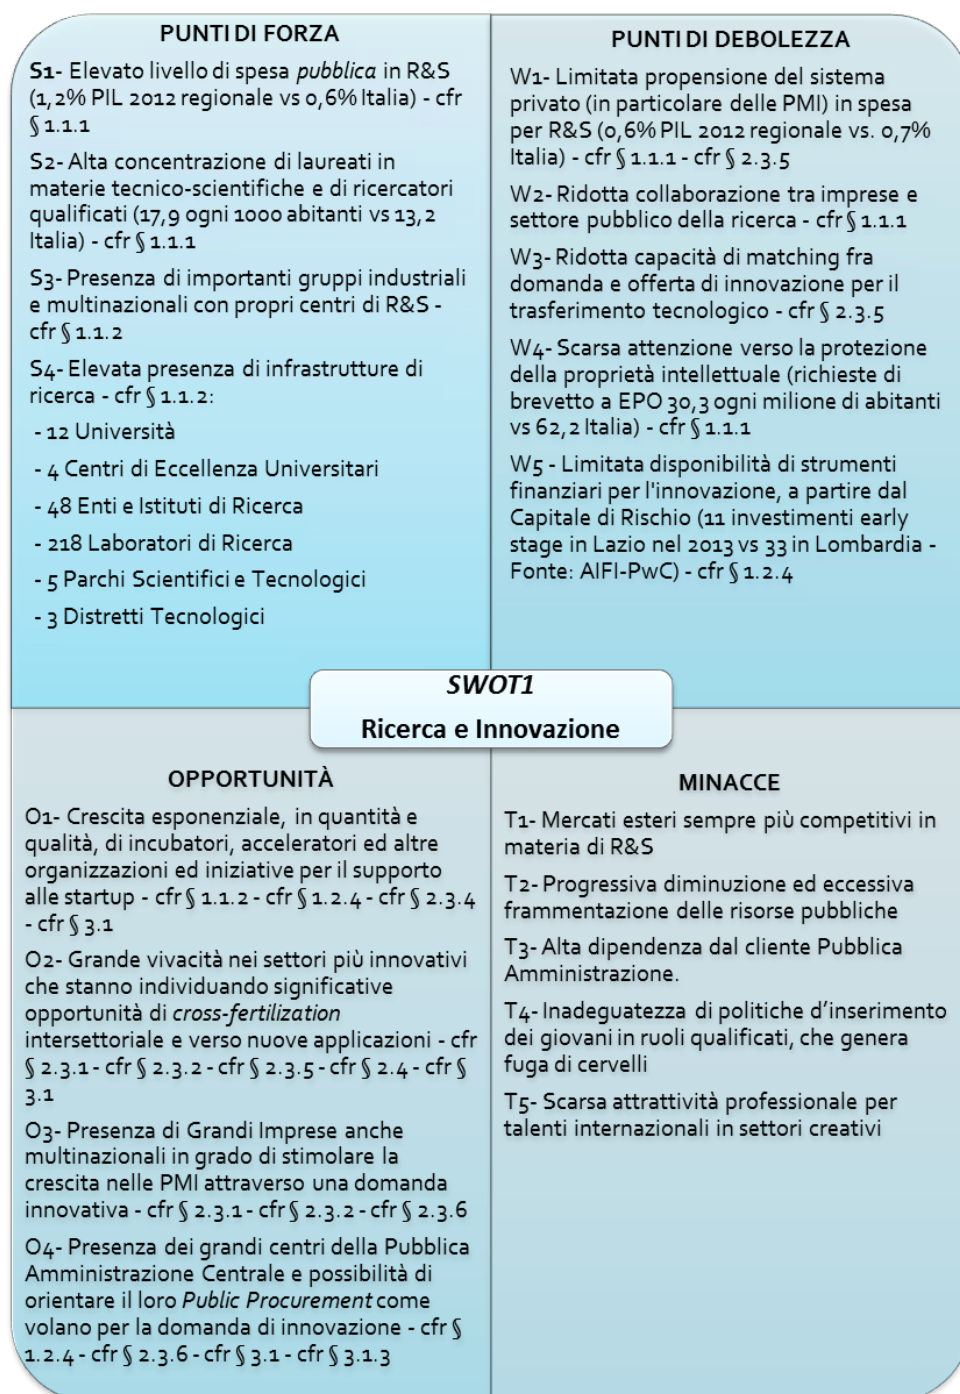 PUNTI DI FORZA
S1- Elevato livello di spesa pubblica in R&S
(1,2% PIL 2012 regionale vs 0,6% Italia) - cfr
§ 1.1.1
S2- Alta concentrazione di laureati in
materie tecnico-scientifiche e di ricercatori
qualificati (17,9 ogni 1000 abitanti vs 13,2
Italia) - cfr § 1.1.1
S3- Presenza di importanti gruppi industriali
e multinazionali con propri centri di R&S -
cfr § 1.1.2
S4- Elevata presenza di infrastrutture di
ricerca - cfr § 1.1.2:
- 12 Università
- 4 Centri di Eccellenza Universitari
- 48 Enti e Istituti di Ricerca
- 218 Laboratori di Ricerca
- 5 Parchi Scientifici e Tecnologici
- 3 Distretti Tecnologici
PUNTI DI DEBOLEZZA
W1- Limitata propensione del sistema
privato (in particolare delle PMI) in spesa
per R&S (0,6% PIL 2012 regionale vs. 0,7%
Italia) - cfr § 1.1.1 - cfr § 2.3.5
W2- Ridotta collaborazione tra imprese e
settore pubblico della ricerca - cfr § 1.1.1
W3- Ridotta capacità di matching fra
domanda e offerta di innovazione per il
trasferimento tecnologico - cfr § 2.3.5
W4- Scarsa attenzione verso la protezione
della proprietà intellettuale (richieste di
brevetto a EPO 30,3 ogni milione di abitanti
vs 62,2 Italia) - cfr § 1.1.1
W5 - Limitata disponibilità di strumenti
finanziari per l'innovazione, a partire dal
Capitale di Rischio (11 investimenti early
stage in Lazio nel 2013 vs 33 in Lombardia -
Fonte: AIFI-PwC) - cfr § 1.2.4
SWOT1
Ricerca e Innovazione
OPPORTUNITÀ
O1- Crescita esponenziale, in quantità e
qualità, di incubatori, acceleratori ed altre
organizzazioni ed iniziative per il supporto
alle startup - cfr § 1.1.2 - cfr § 1.2.4 - cfr § 2.3.4
- cfr § 3.1
O2- Grande vivacità nei settori più innovativi
che stanno individuando significative
opportunità di cross-fertilization
intersettoriale e verso nuove applicazioni - cfr
§ 2.3.1 - cfr § 2.3.2 - cfr § 2.3.5 - cfr § 2.4 - cfr §
3.1
O3- Presenza di Grandi Imprese anche
multinazionali in grado di stimolare la
crescita nelle PMI attraverso una domanda
innovativa - cfr § 2.3.1 - cfr § 2.3.2 - cfr § 2.3.6
O4- Presenza dei grandi centri della Pubblica
Amministrazione Centrale e possibilità di
orientare il loro Public Procurement come
volano per la domanda di innovazione - cfr §
1.2.4 - cfr § 2.3.6 - cfr § 3.1 - cfr § 3.1.3
MINACCE
T1- Mercati esteri sempre più competitivi in
materia di R&S
T2- Progressiva diminuzione ed eccessiva
frammentazione delle risorse pubbliche
T3- Alta dipendenza dal cliente Pubblica
Amministrazione.
T4- Inadeguatezza di politiche d’inserimento
dei giovani in ruoli qualificati, che genera
fuga di cervelli
T5- Scarsa attrattività professionale per
talenti internazionali in settori creativi